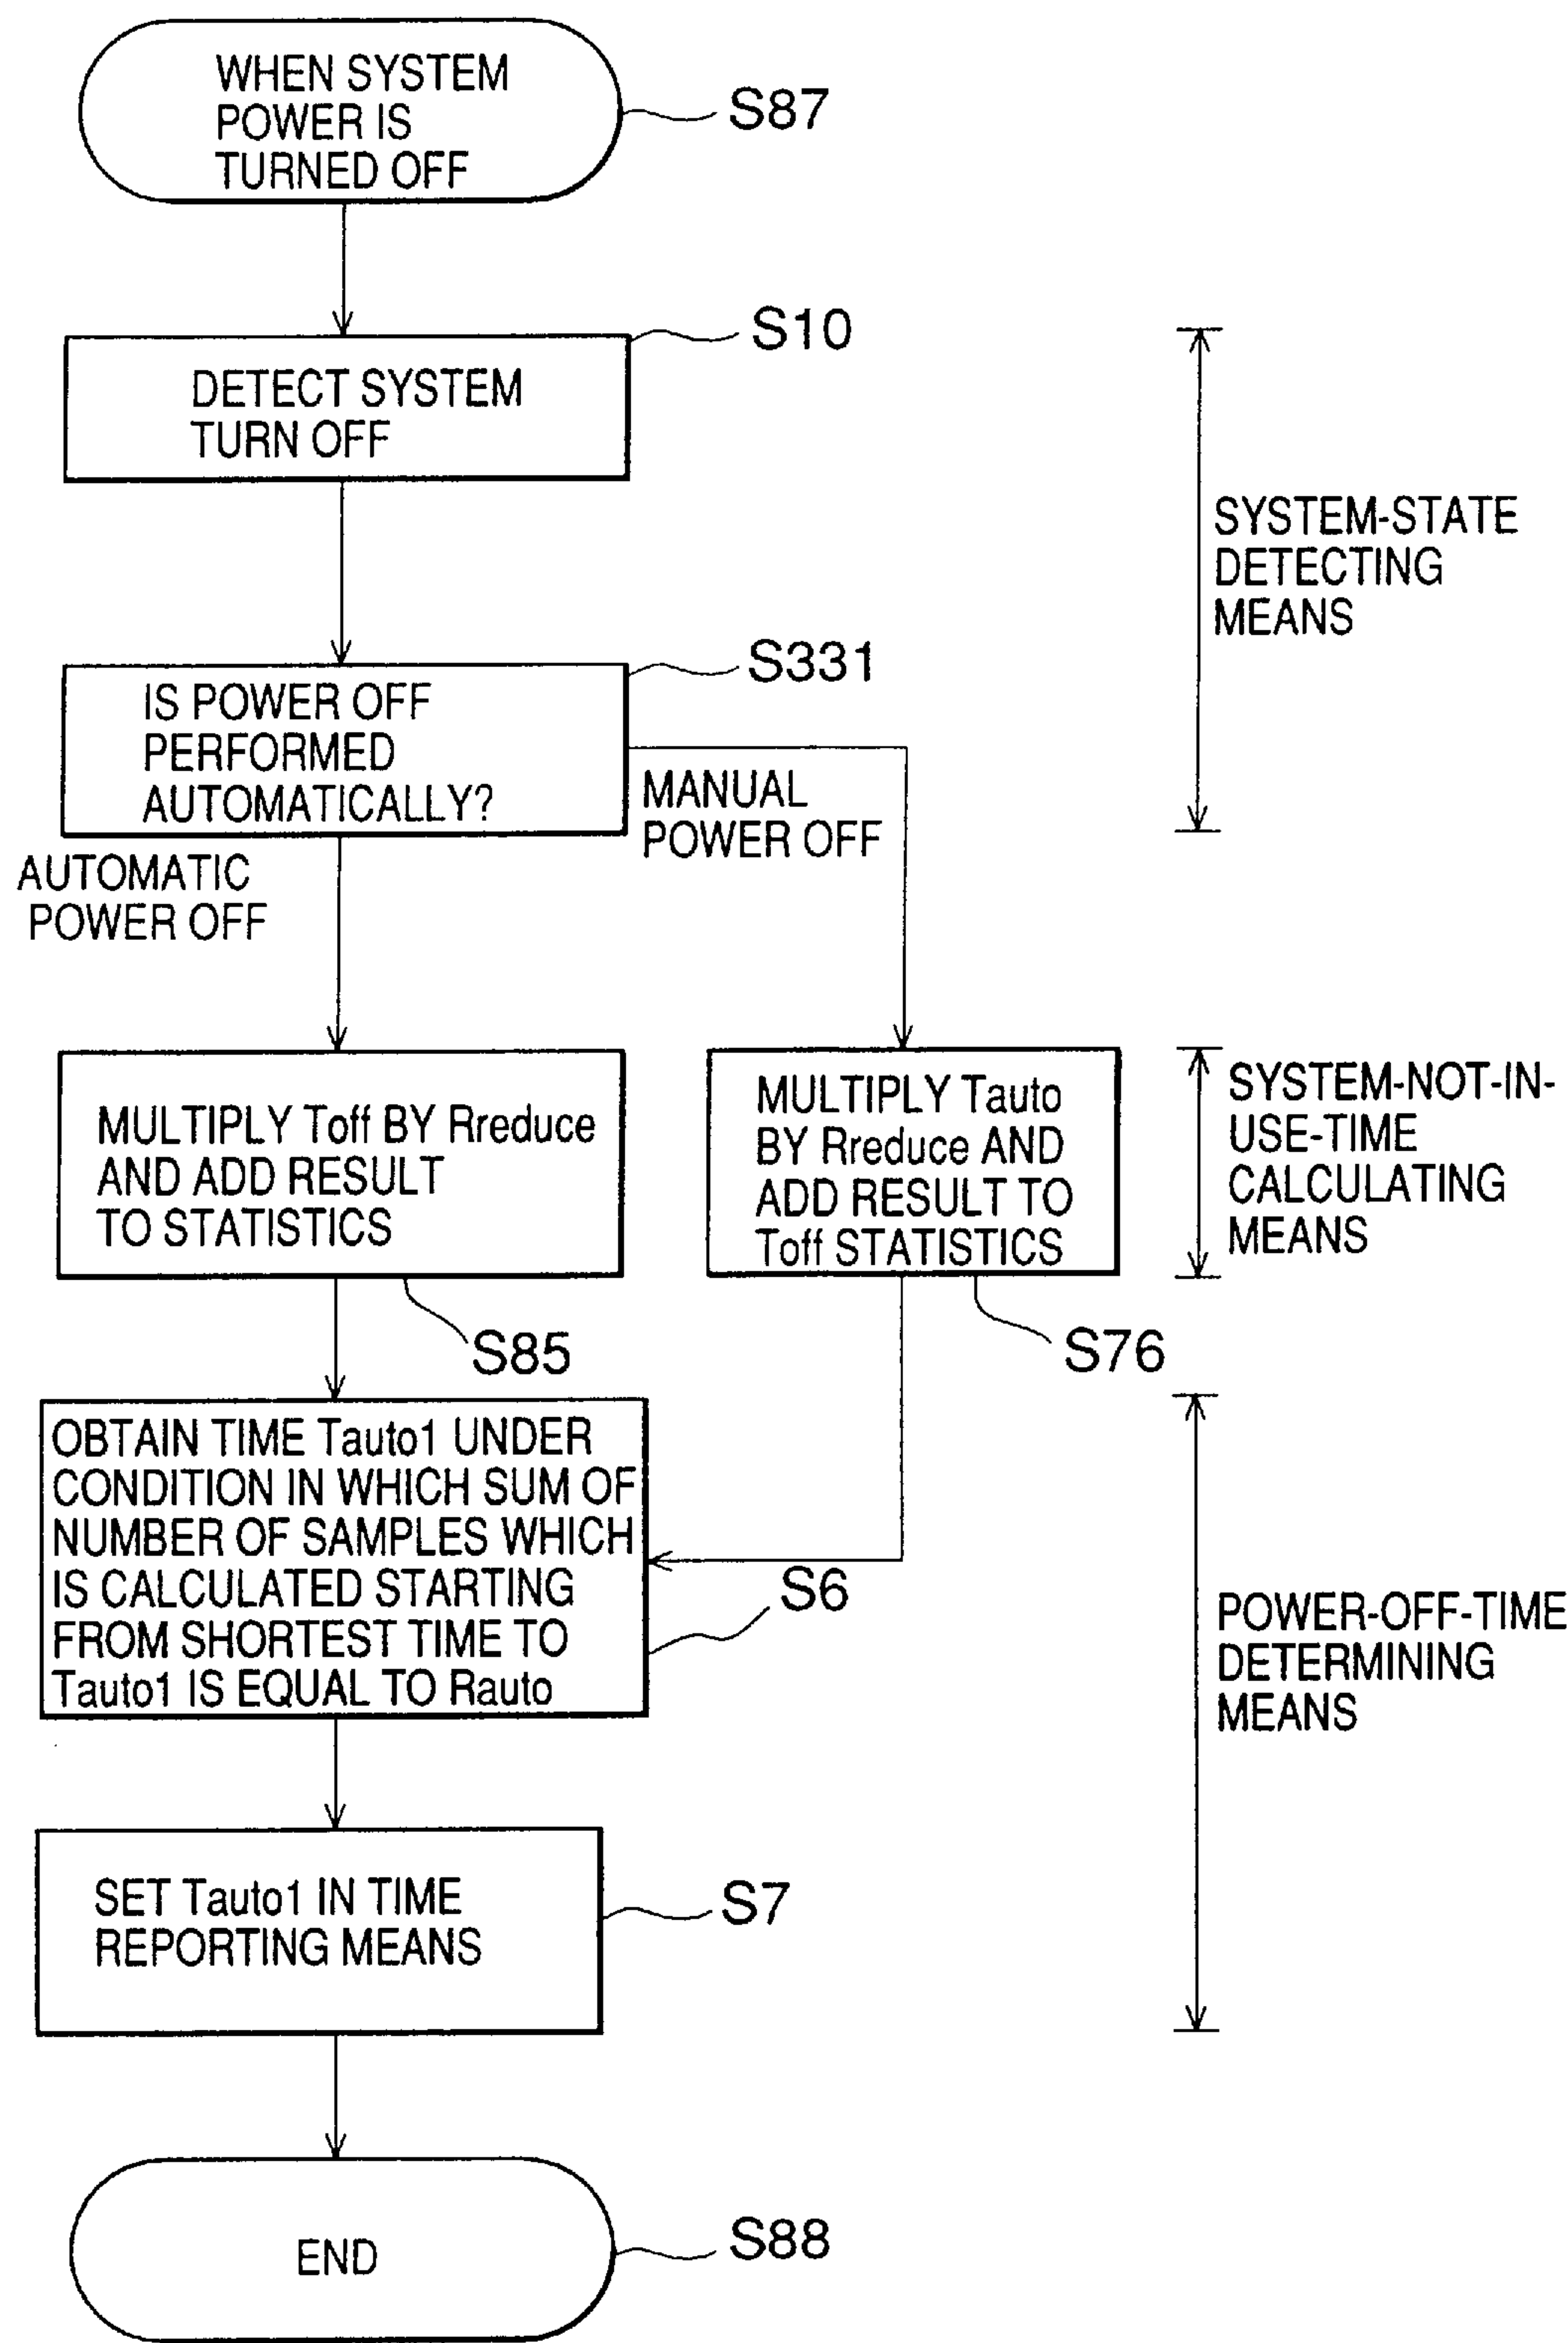 WHEN SYSTEM
POWER IS
TURNED OFF
S87
S10
DETECT SYSTEM
TURN OFF
SYSTEM-STATE
DETECTING
MEANS
S331
IS POWER OFF
PERFORMED
AUTOMATICALLY?
MANUAL
POWER OFF
AUTOMATIC
POWER OFF
MULTIPLY Toff BY Rreduce
AND ADD RESULT
TO STATISTICS
S85
MULTIPLY Tauto
BY Rreduce AND
ADD RESULT TO
Toff STATISTICS
S76
SYSTEM-NOT-IN-
USE-TIME
CALCULATING
MEANS
OBTAIN TIME Tauto1 UNDER
CONDITION IN WHICH SUM OF
NUMBER OF SAMPLES WHICH
IS CALCULATED STARTING
FROM SHORTEST TIME TO
Tauto1 IS EQUAL TO Rauto
S6
POWER-OFF-TIME
DETERMINING
MEANS
SET Tauto1 IN TIME
REPORTING MEANS
S7
END
S88